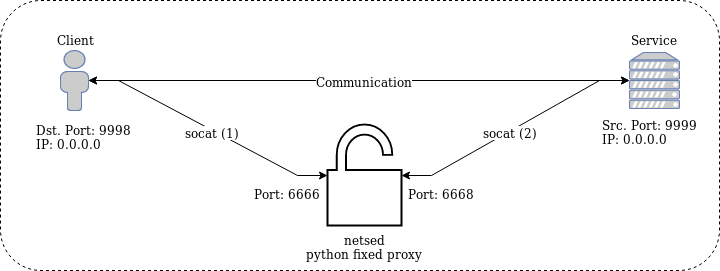 Client
Service
Communication
Dst. Port: 9998
IP: 0.0.0.0
socat (1)
socat (2)
Src. Port: 9999
IP: 0.0.0.0
Port: 6666
Port: 6668
netsed
python fixed proxy